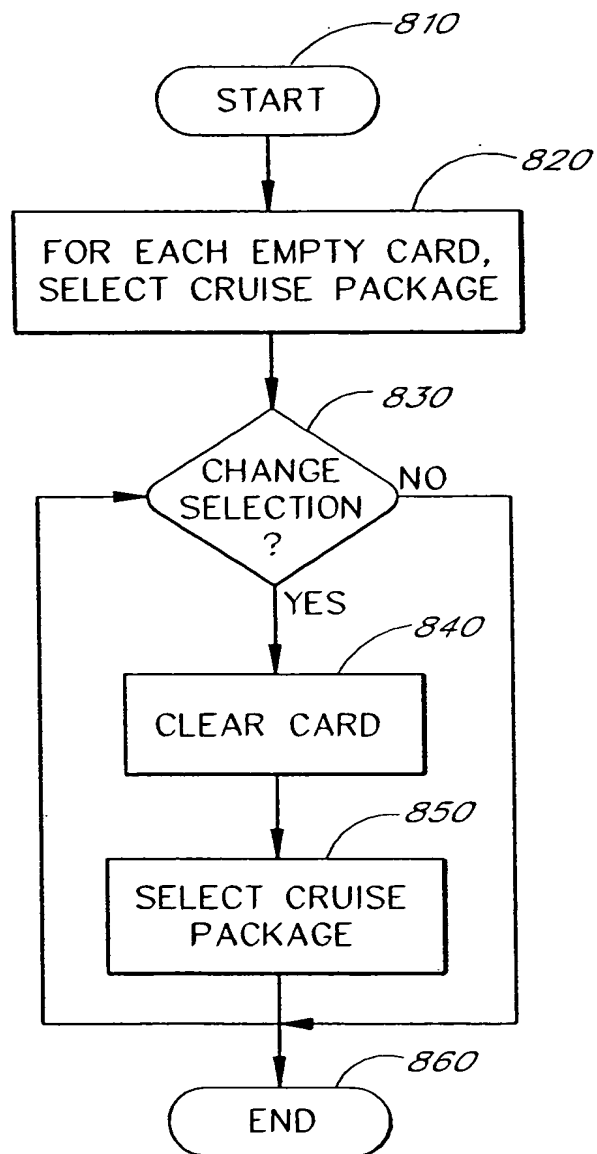 810
START
820
FOR EACH EMPTY CARD,
SELECT CRUISE PACKAGE
830
CHANGE
SELECTION
?
NO
YES
840
CLEAR CARD
850
SELECT CRUISE
PACKAGE
860
END